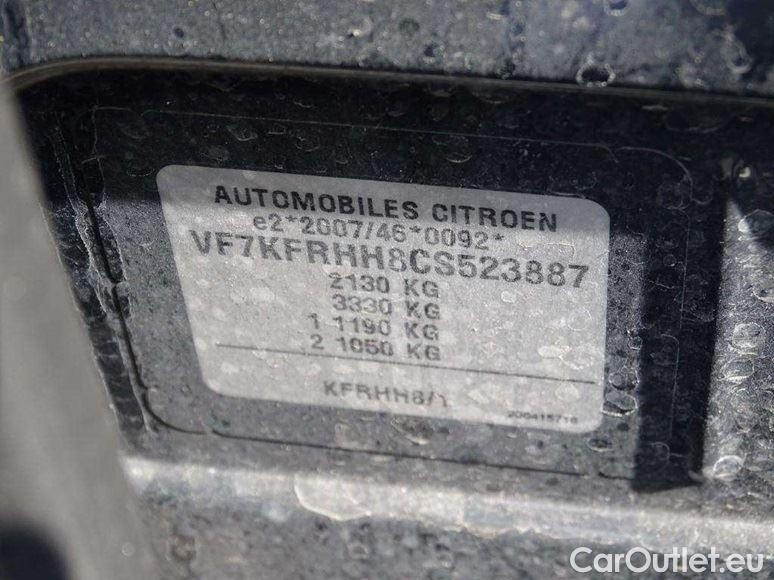 AUTOMOBILES CITROEN
e2*2007/46*0092*
VF7KFRHH8CS523887
2130 KG
3330 KG
1 1190 KG
2 1050 KG
KFRHH8/1
200415718
CarOutlet.eu